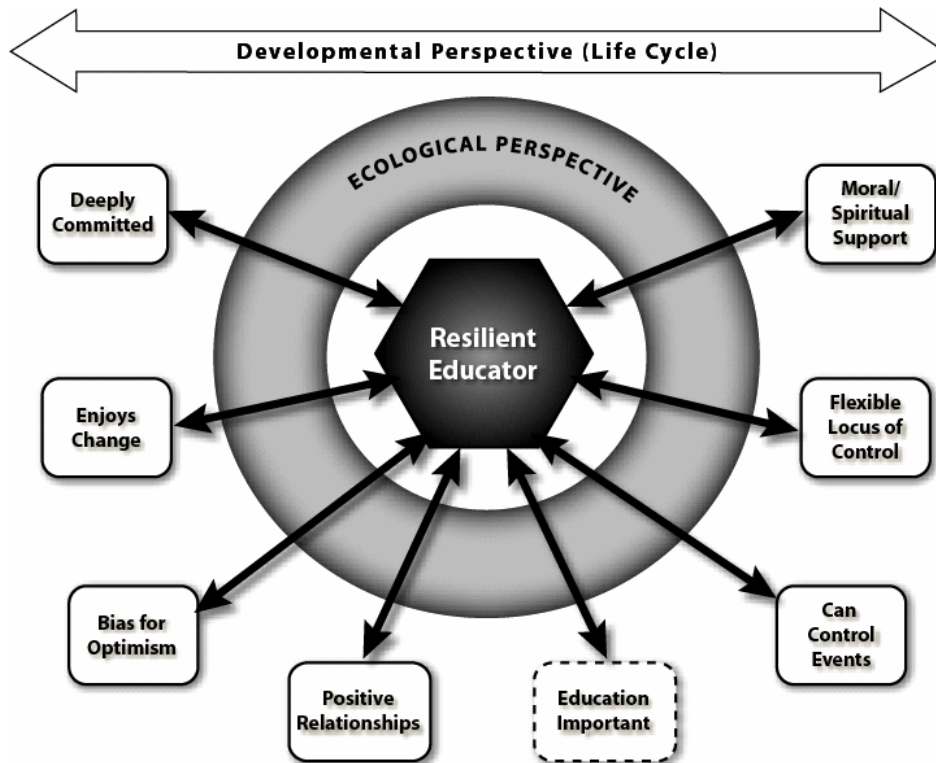 Developmental Perspective (Life Cycle)
ECOLOGICAL PERSPECTIVE
Deeply
Committed
Moral/
Spiritual
Support
Resilient
Educator
Enjoys
Change
Flexible
Locus of
Control
Bias for
Optimism
Can
Control
Events
Positive
Relationships
Education
Important